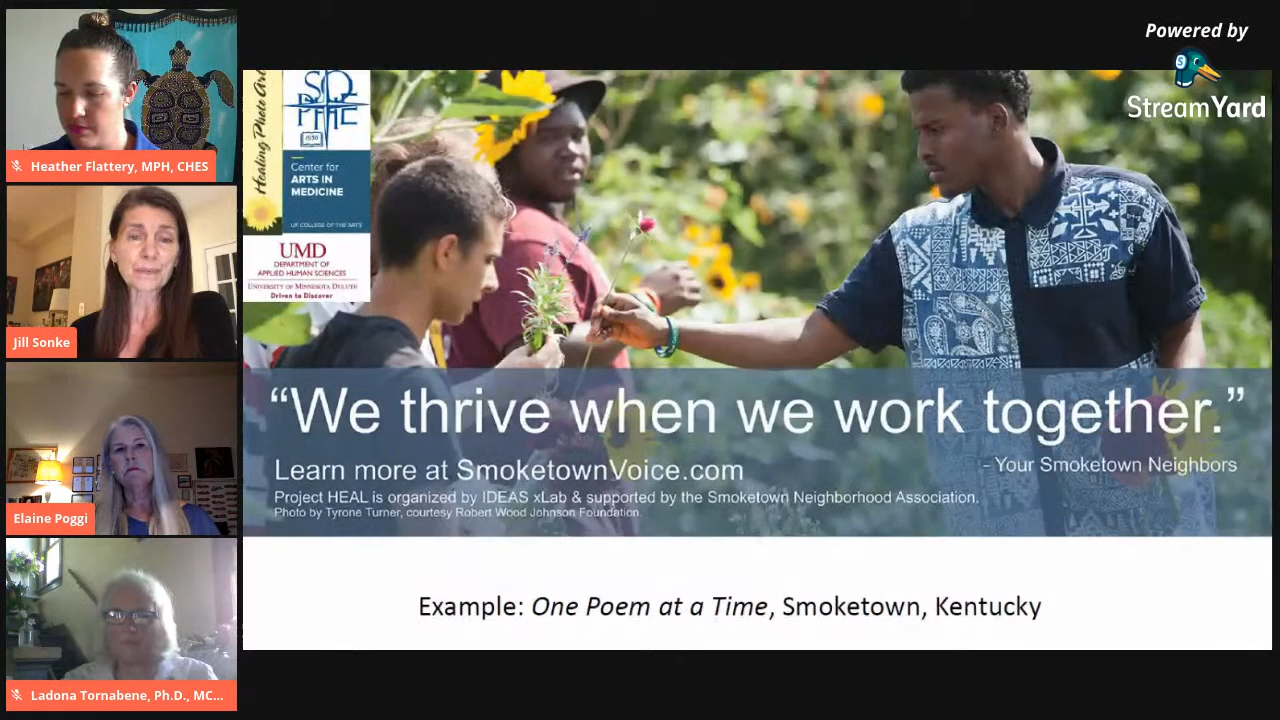 Heather Flattery, MPH, CHES
Jill Sonke
Elaine Poggi
Ladona Tornabene, Ph.D., MC...
Powered by
StreamYard
Healing Photo Art
SOPHE
1950
Center for
ARTS IN
MEDICINE
UF COLLEGE OF THE ARTS
UMD
DEPARTMENT OF
APPLIED HUMAN SCIENCES
UNIVERSITY OF MINNESOTA DULUTH
Driven to Discover
“We thrive when we work together.”
- Your Smoketown Neighbors
Learn more at SmoketownVoice.com
Project HEAL is organized by IDEAS xLab & supported by the Smoketown Neighborhood Association.
Photo by Tyrone Turner, courtesy Robert Wood Johnson Foundation.
Example: One Poem at a Time, Smoketown, Kentucky